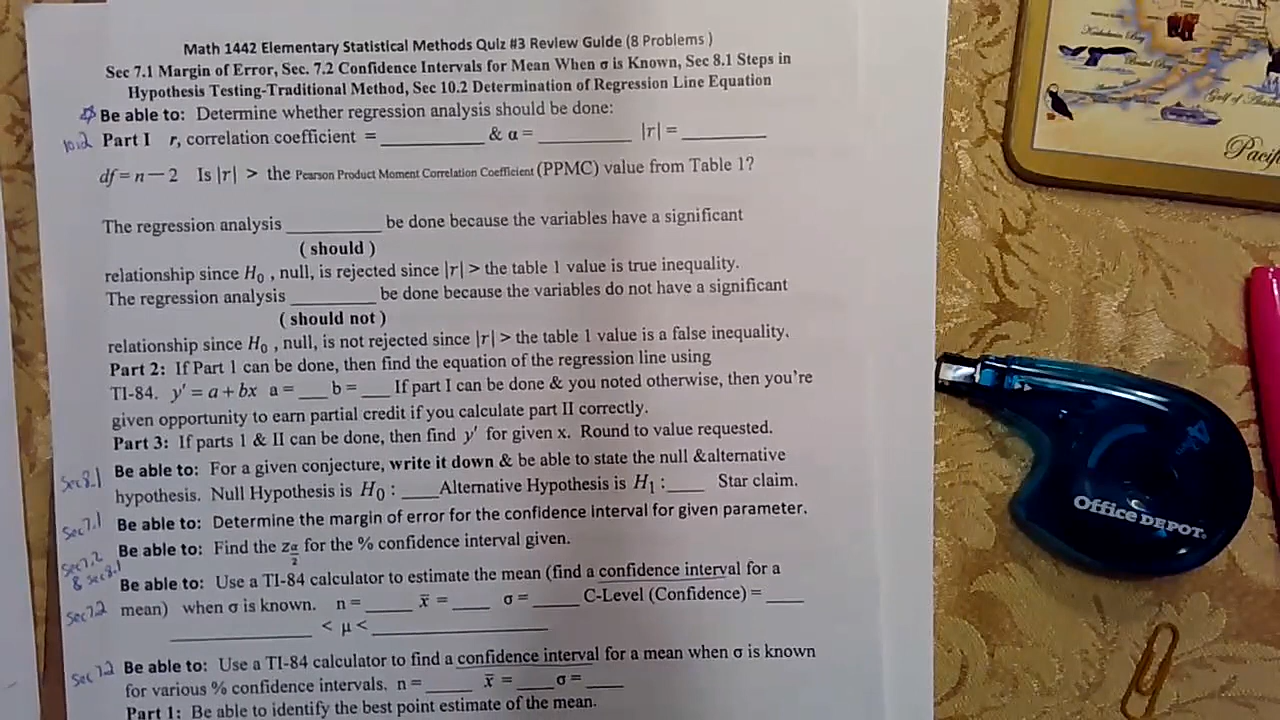 Math 1442 Elementary Statistical Methods Quiz #3 Review Guide (8 Problems )
Sec 7.1 Margin of Error, Sec. 7.2 Confidence Intervals for Mean When σ is Known, Sec 8.1 Steps in
Hypothesis Testing-Traditional Method, Sec 10.2 Determination of Regression Line Equation
☆ Be able to: Determine whether regression analysis should be done:
10.2 Part I r, correlation coefficient = __________ & α = __________ |r| = __________
df = n − 2 Is |r| > the Pearson Product Moment Correlation Coefficient (PPMC) value from Table 1?
The regression analysis __________ be done because the variables have a significant
( should )
relationship since H₀ , null, is rejected since |r| > the table 1 value is true inequality.
The regression analysis __________ be done because the variables do not have a significant
( should not )
relationship since H₀ , null, is not rejected since |r| > the table 1 value is a false inequality.
Part 2: If Part 1 can be done, then find the equation of the regression line using
TI-84. y′ = a + bx a = ___ b = ___ If part I can be done & you noted otherwise, then you're
given opportunity to earn partial credit if you calculate part II correctly.
Part 3: If parts 1 & II can be done, then find y′ for given x. Round to value requested.
Sec 8.1 Be able to: For a given conjecture, write it down & be able to state the null &alternative
hypothesis. Null Hypothesis is H₀ : ____ Alternative Hypothesis is H₁ : ____ Star claim.
Sec 7.1 Be able to: Determine the margin of error for the confidence interval for given parameter.
Sec 7.2 & Sec 8.1 Be able to: Find the z α/2 for the % confidence interval given.
Be able to: Use a TI-84 calculator to estimate the mean (find a confidence interval for a
Sec 7.2 mean) when σ is known. n = _____ x̄ = ____ σ = _____ C-Level (Confidence) = ____
_______________ < μ < __________________
Sec 7.2 Be able to: Use a TI-84 calculator to find a confidence interval for a mean when σ is known
for various % confidence intervals. n = _____ x̄ = ____ σ = ____
Part 1: Be able to identify the best point estimate of the mean.
Office DEPOT.
Pacif
Gulf of Alas
Bristol Bay